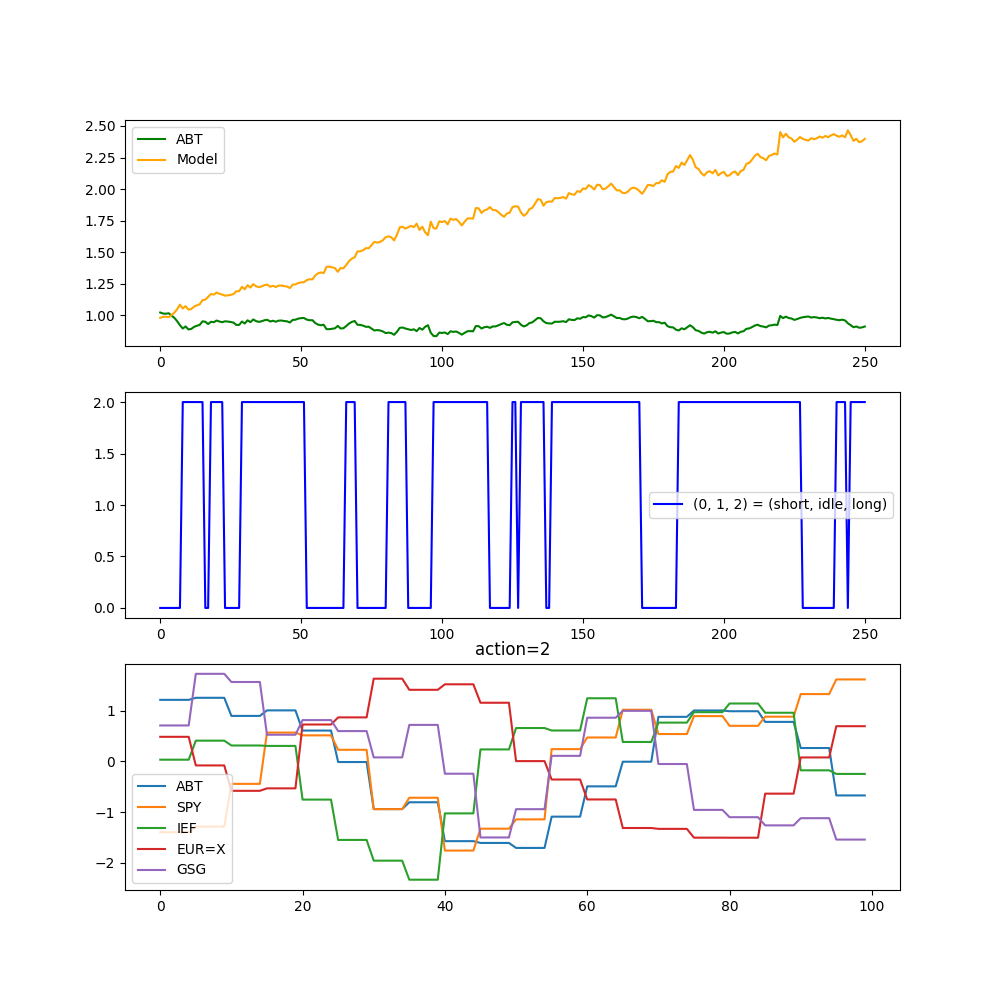 2.50
2.25
2.00
1.75
1.50
1.25
1.00
ABT
Model
0 50 100 150 200 250
2.0
1.5
1.0
0.5
0.0
(0, 1, 2) = (short, idle, long)
0 50 100 150 200 250
action=2
1
0
−1
−2
ABT
SPY
IEF
EUR=X
GSG
0 20 40 60 80 100